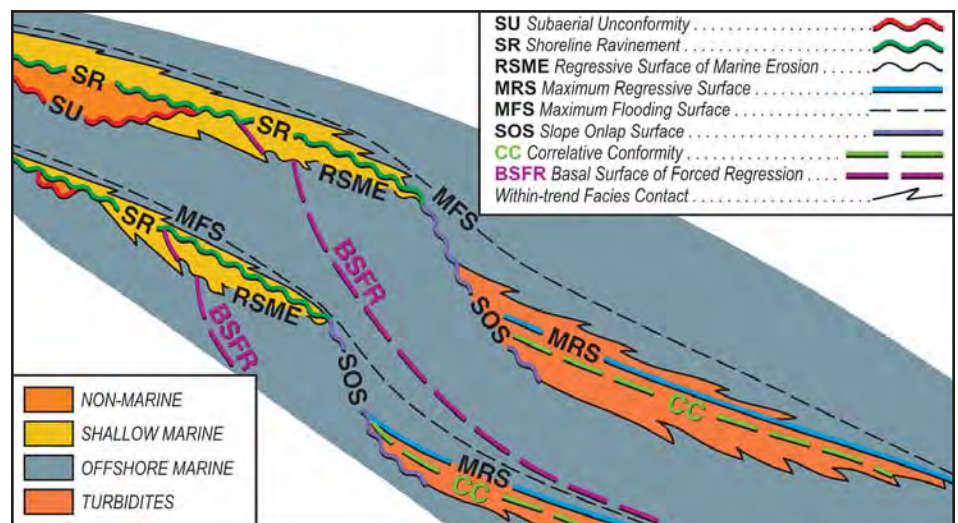 SU Subaerial Unconformity
SR Shoreline Ravinement
RSME Regressive Surface of Marine Erosion
MRS Maximum Regressive Surface
MFS Maximum Flooding Surface
SOS Slope Onlap Surface
CC Correlative Conformity
BSFR Basal Surface of Forced Regression
Within-trend Facies Contact
SR
SU
SR
RSME
MFS
SR
MFS
RSME
BSFR
BSFR
SOS
SOS
MRS
CC
MRS
CC
NON-MARINE
SHALLOW MARINE
OFFSHORE MARINE
TURBIDITES